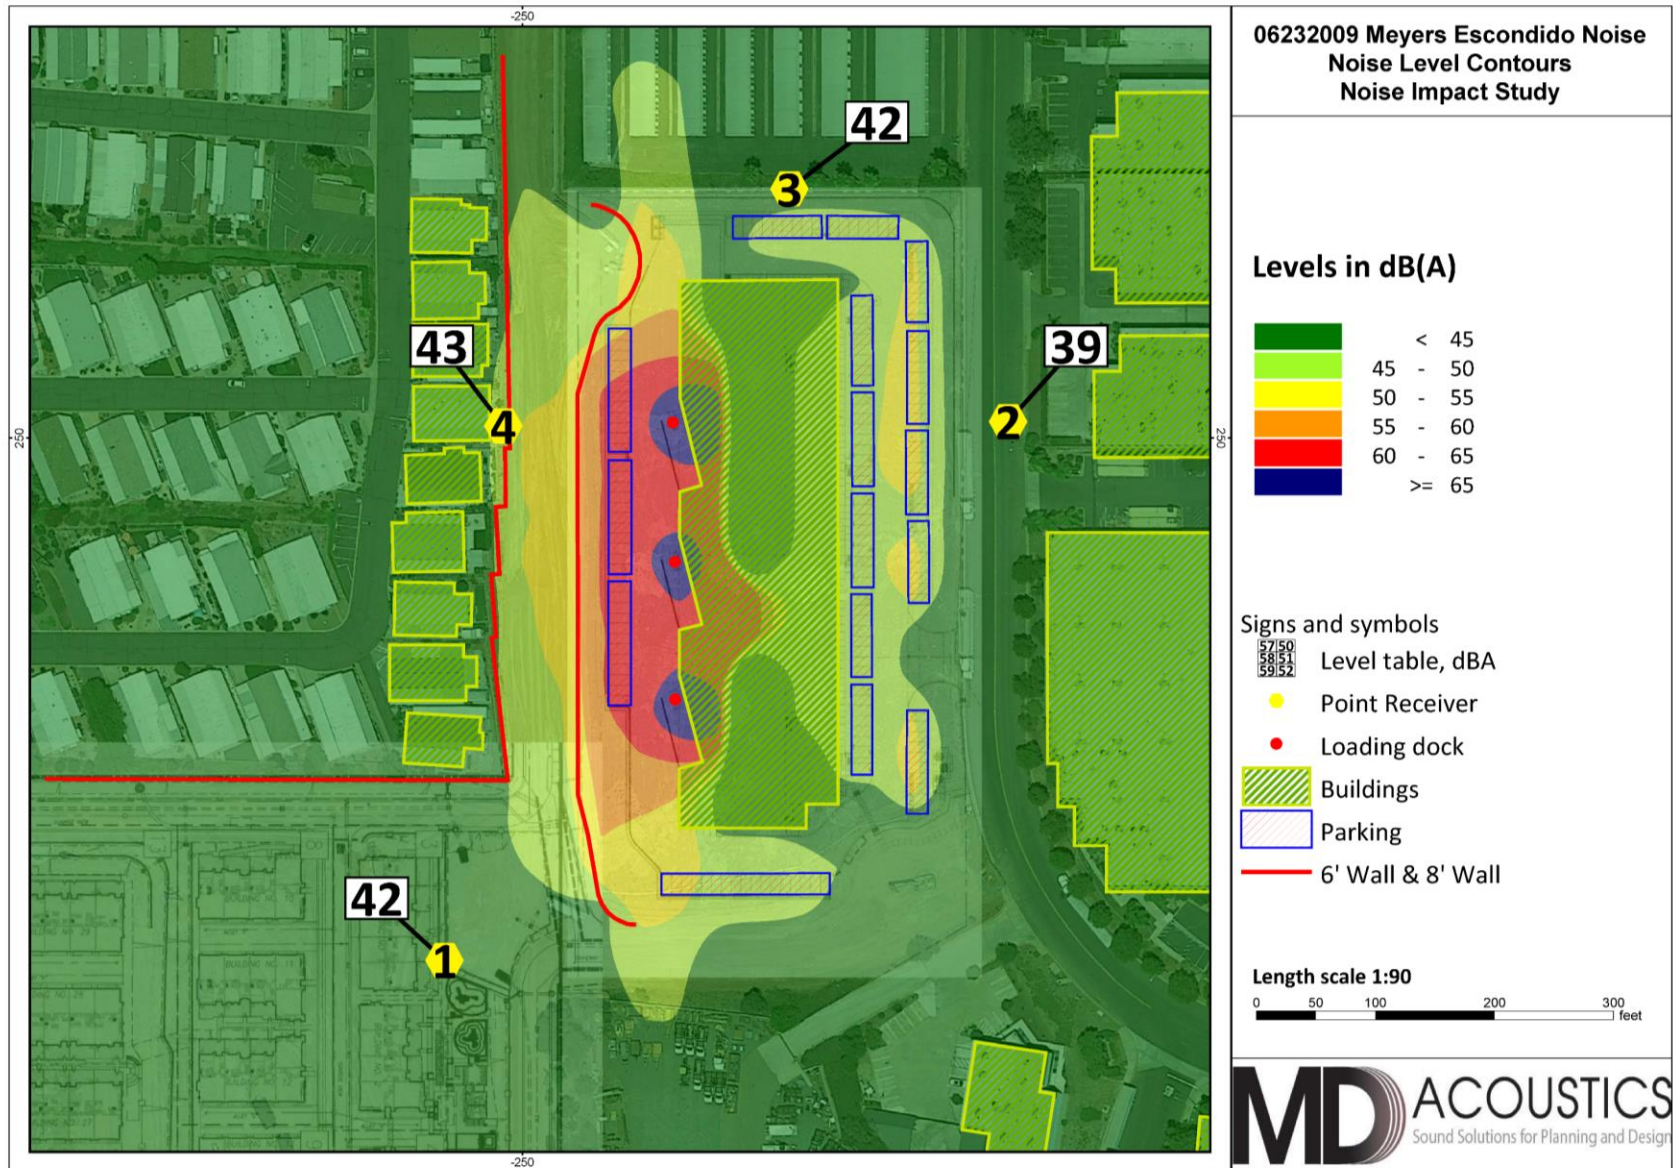 -250
06232009 Meyers Escondido Noise
Noise Level Contours
Noise Impact Study
42
3
43
4
39
2
250
250
42
1
-250
Levels in dB(A)
< 45
45 - 50
50 - 55
55 - 60
60 - 65
>= 65
Signs and symbols
57 50
58 51
59 52
Level table, dBA
Point Receiver
Loading dock
Buildings
Parking
6' Wall & 8' Wall
Length scale 1:90
0 50 100 200 300
feet
MD ACOUSTICS
Sound Solutions for Planning and Design